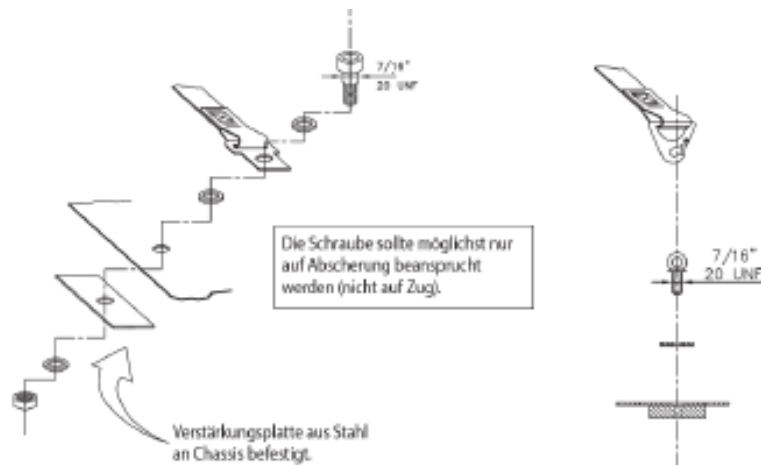 7/16"
20 UNF
Die Schraube sollte möglichst nur
auf Abscherung beansprucht
werden (nicht auf Zug).
7/16"
20 UNF
Verstärkungsplatte aus Stahl
an Chassis befestigt.